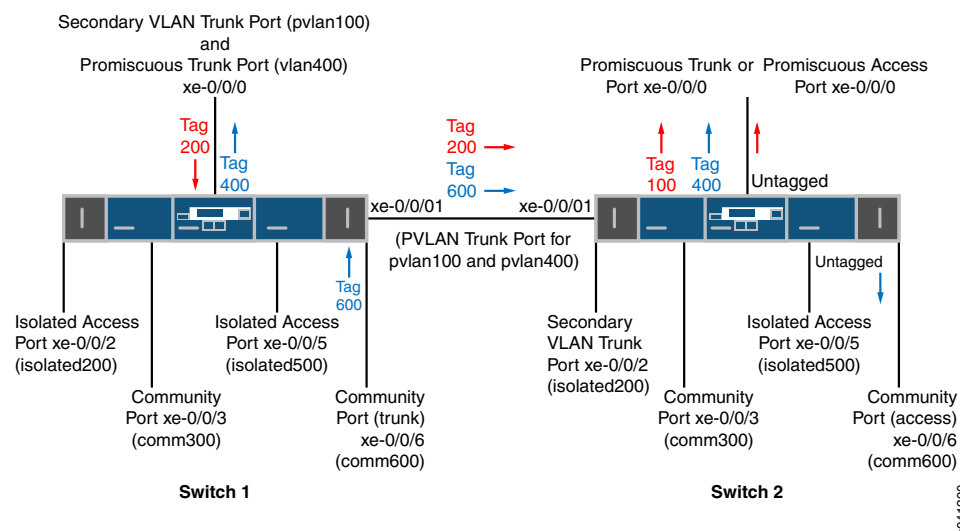 Secondary VLAN Trunk Port (pvlan100)
and
Promiscuous Trunk Port (vlan400)
xe-0/0/0
Promiscuous Trunk or
Port xe-0/0/0
Promiscuous Access
Port xe-0/0/0
Tag
200
Tag
400
Tag
200
Tag
600
Tag
100
Tag
400
Untagged
xe-0/0/01
xe-0/0/01
(PVLAN Trunk Port for
pvlan100 and pvlan400)
Tag
600
Untagged
Isolated Access
Port xe-0/0/2
(isolated200)
Isolated Access
Port xe-0/0/5
(isolated500)
Secondary
VLAN Trunk
Port xe-0/0/2
(isolated200)
Isolated Access
Port xe-0/0/5
(isolated500)
Community
Port xe-0/0/3
(comm300)
Community
Port (trunk)
xe-0/0/6
(comm600)
Community
Port xe-0/0/3
(comm300)
Community
Port (access)
xe-0/0/6
(comm600)
Switch 1
Switch 2